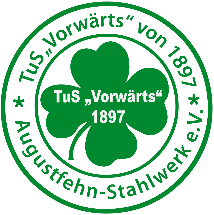 TuS „Vorwärts“ von 1897
TuS „Vorwärts“
1897
* Augustfehn-Stahlwerk e.V. *